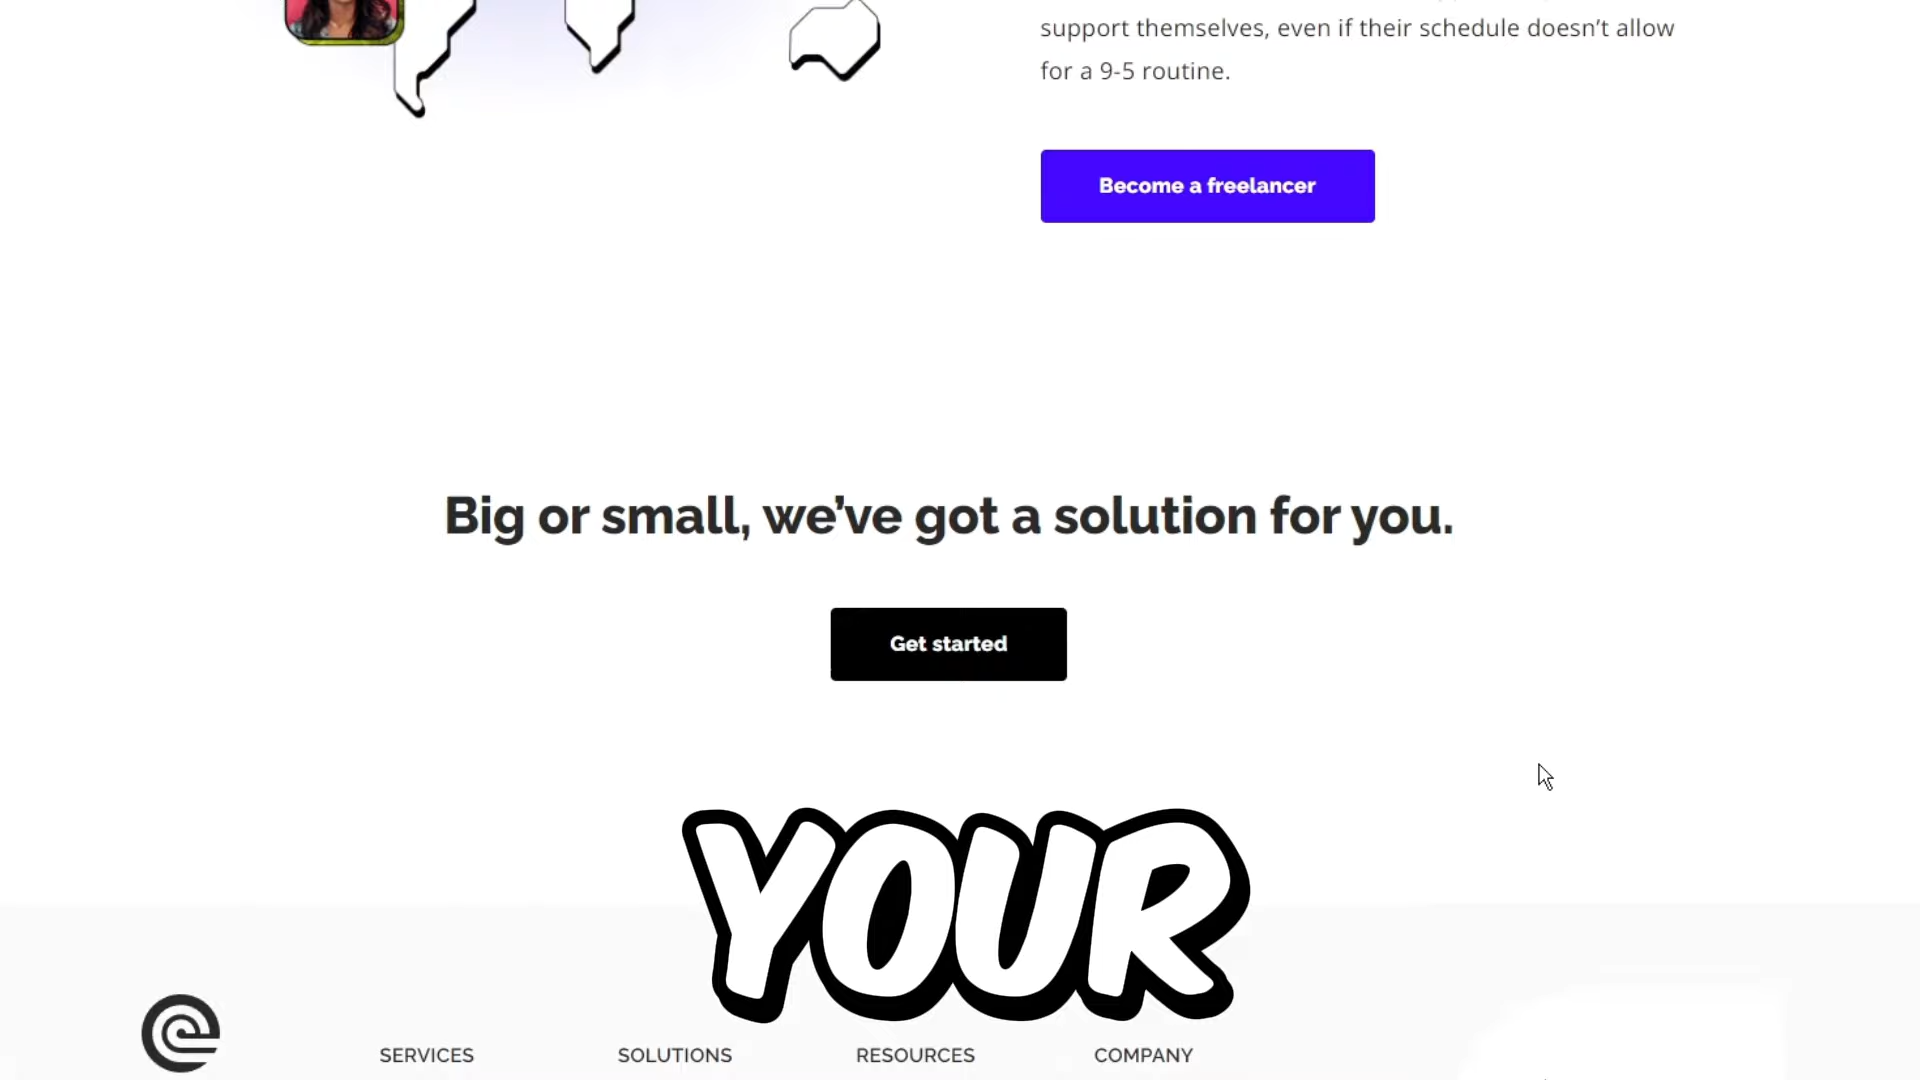 support themselves, even if their schedule doesn’t allow
for a 9-5 routine.
Become a freelancer
Big or small, we’ve got a solution for you.
Get started
YOUR
SERVICES
SOLUTIONS
RESOURCES
COMPANY